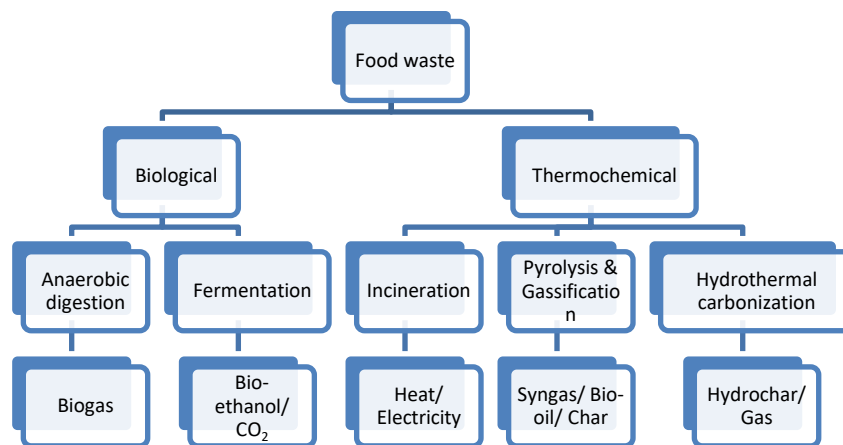 Food waste
Biological
Thermochemical
Anaerobic
digestion
Fermentation
Incineration
Pyrolysis &
Gassificatio
n
Hydrothermal
carbonization
Biogas
Bio-
ethanol/
CO₂
Heat/
Electricity
Syngas/ Bio-
oil/ Char
Hydrochar/
Gas